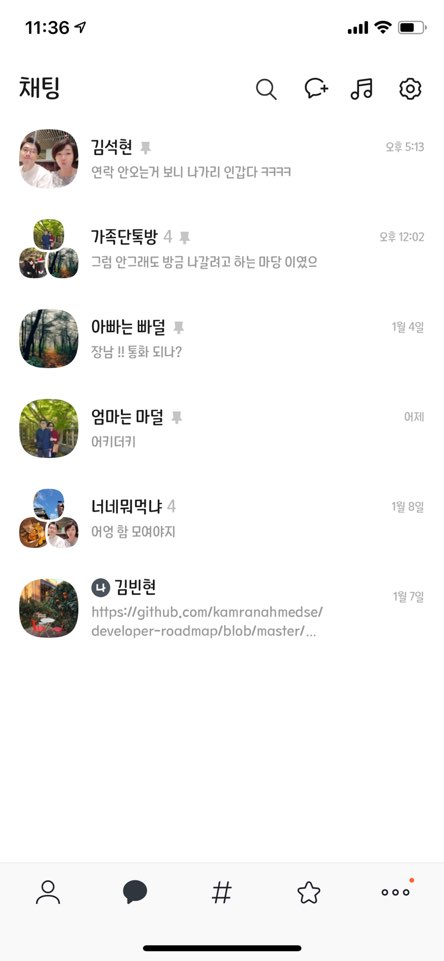 11:36
채팅
김석현
오후 5:13
연락 안오는거 보니 나가리 인갑다 ㅋㅋㅋㅋ
가족단톡방 4
오후 12:02
그럼 안그래도 방금 나갈려고 하는 마당 이였으
아빠는 빠덜
1월 4일
장남 !! 통화 되나?
엄마는 마덜
어제
어키더키
너네뭐먹냐 4
1월 8일
어엉 함 모여야지
나 김빈현
1월 7일
https://github.com/kamranahmedse/
developer-roadmap/blob/master/...
#